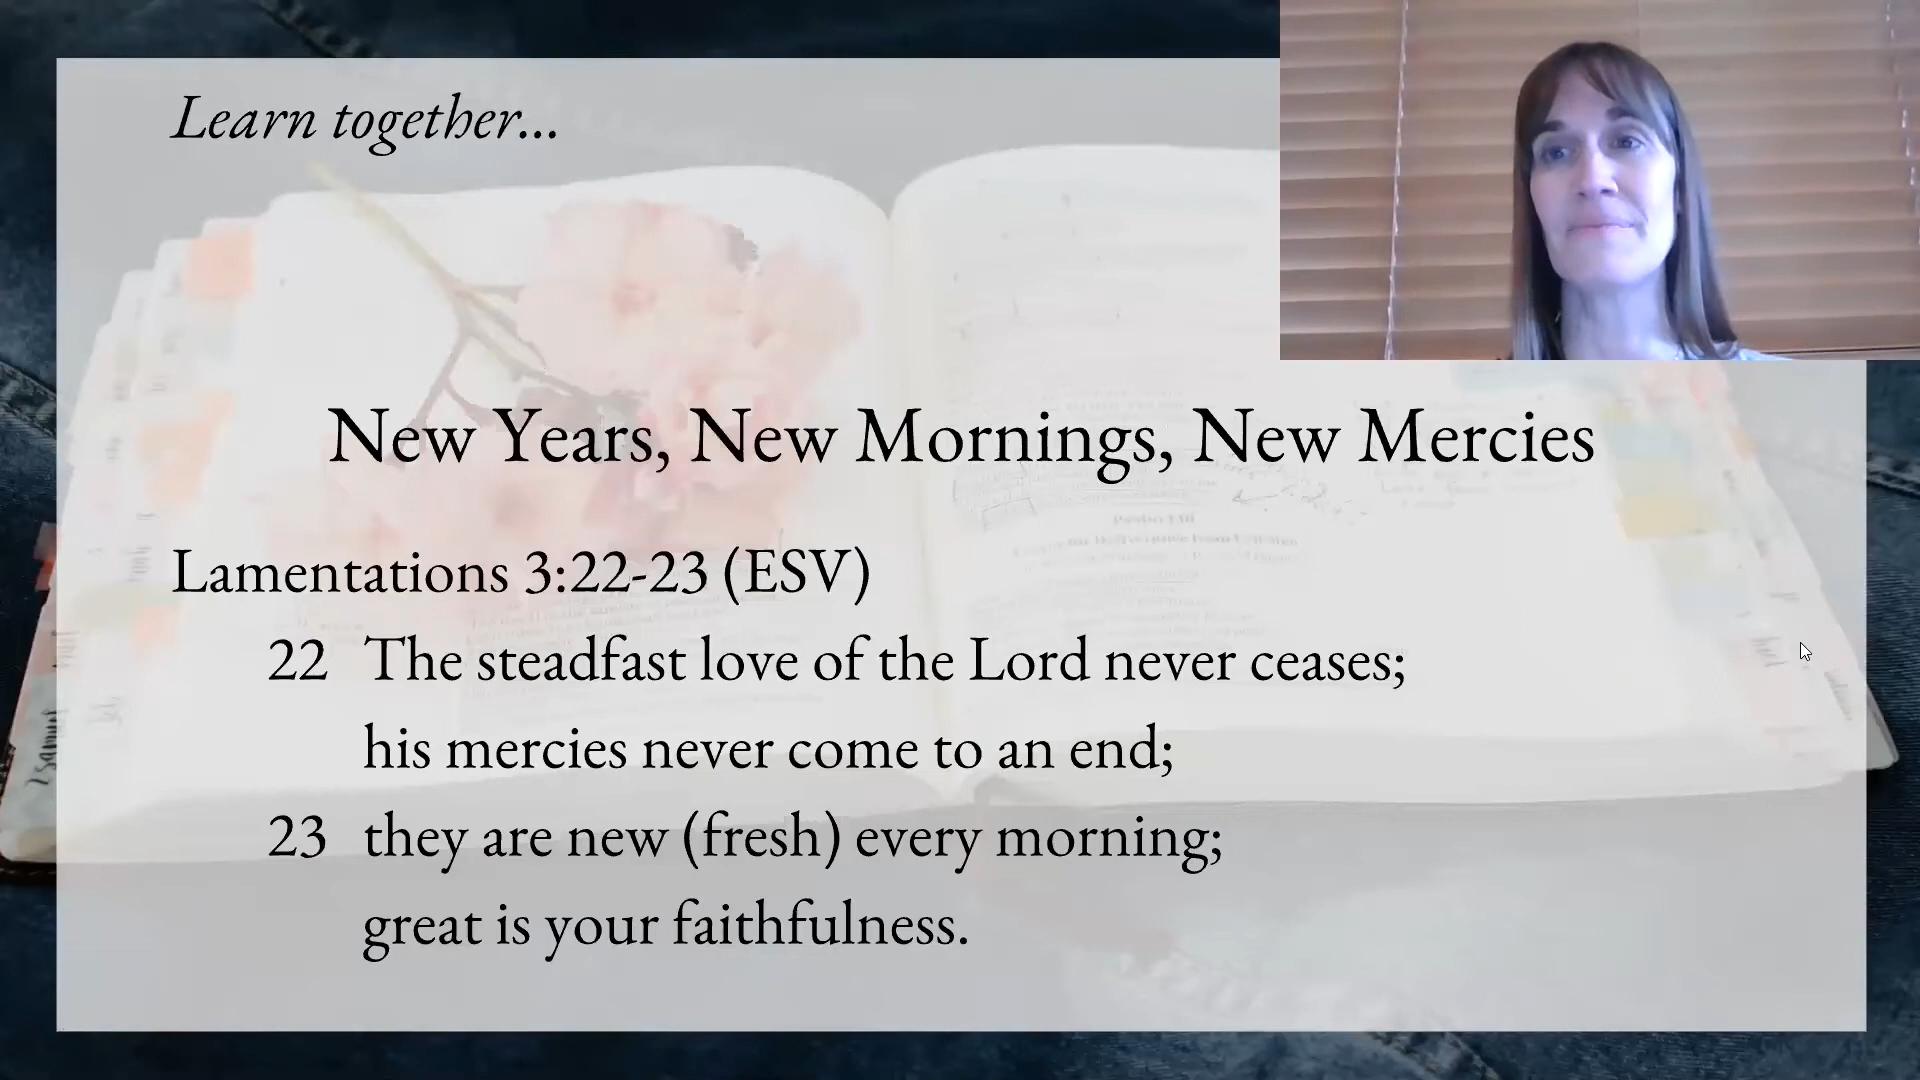 Learn together...
New Years, New Mornings, New Mercies
Lamentations 3:22-23 (ESV)
22 The steadfast love of the Lord never ceases;
his mercies never come to an end;
23 they are new (fresh) every morning;
great is your faithfulness.